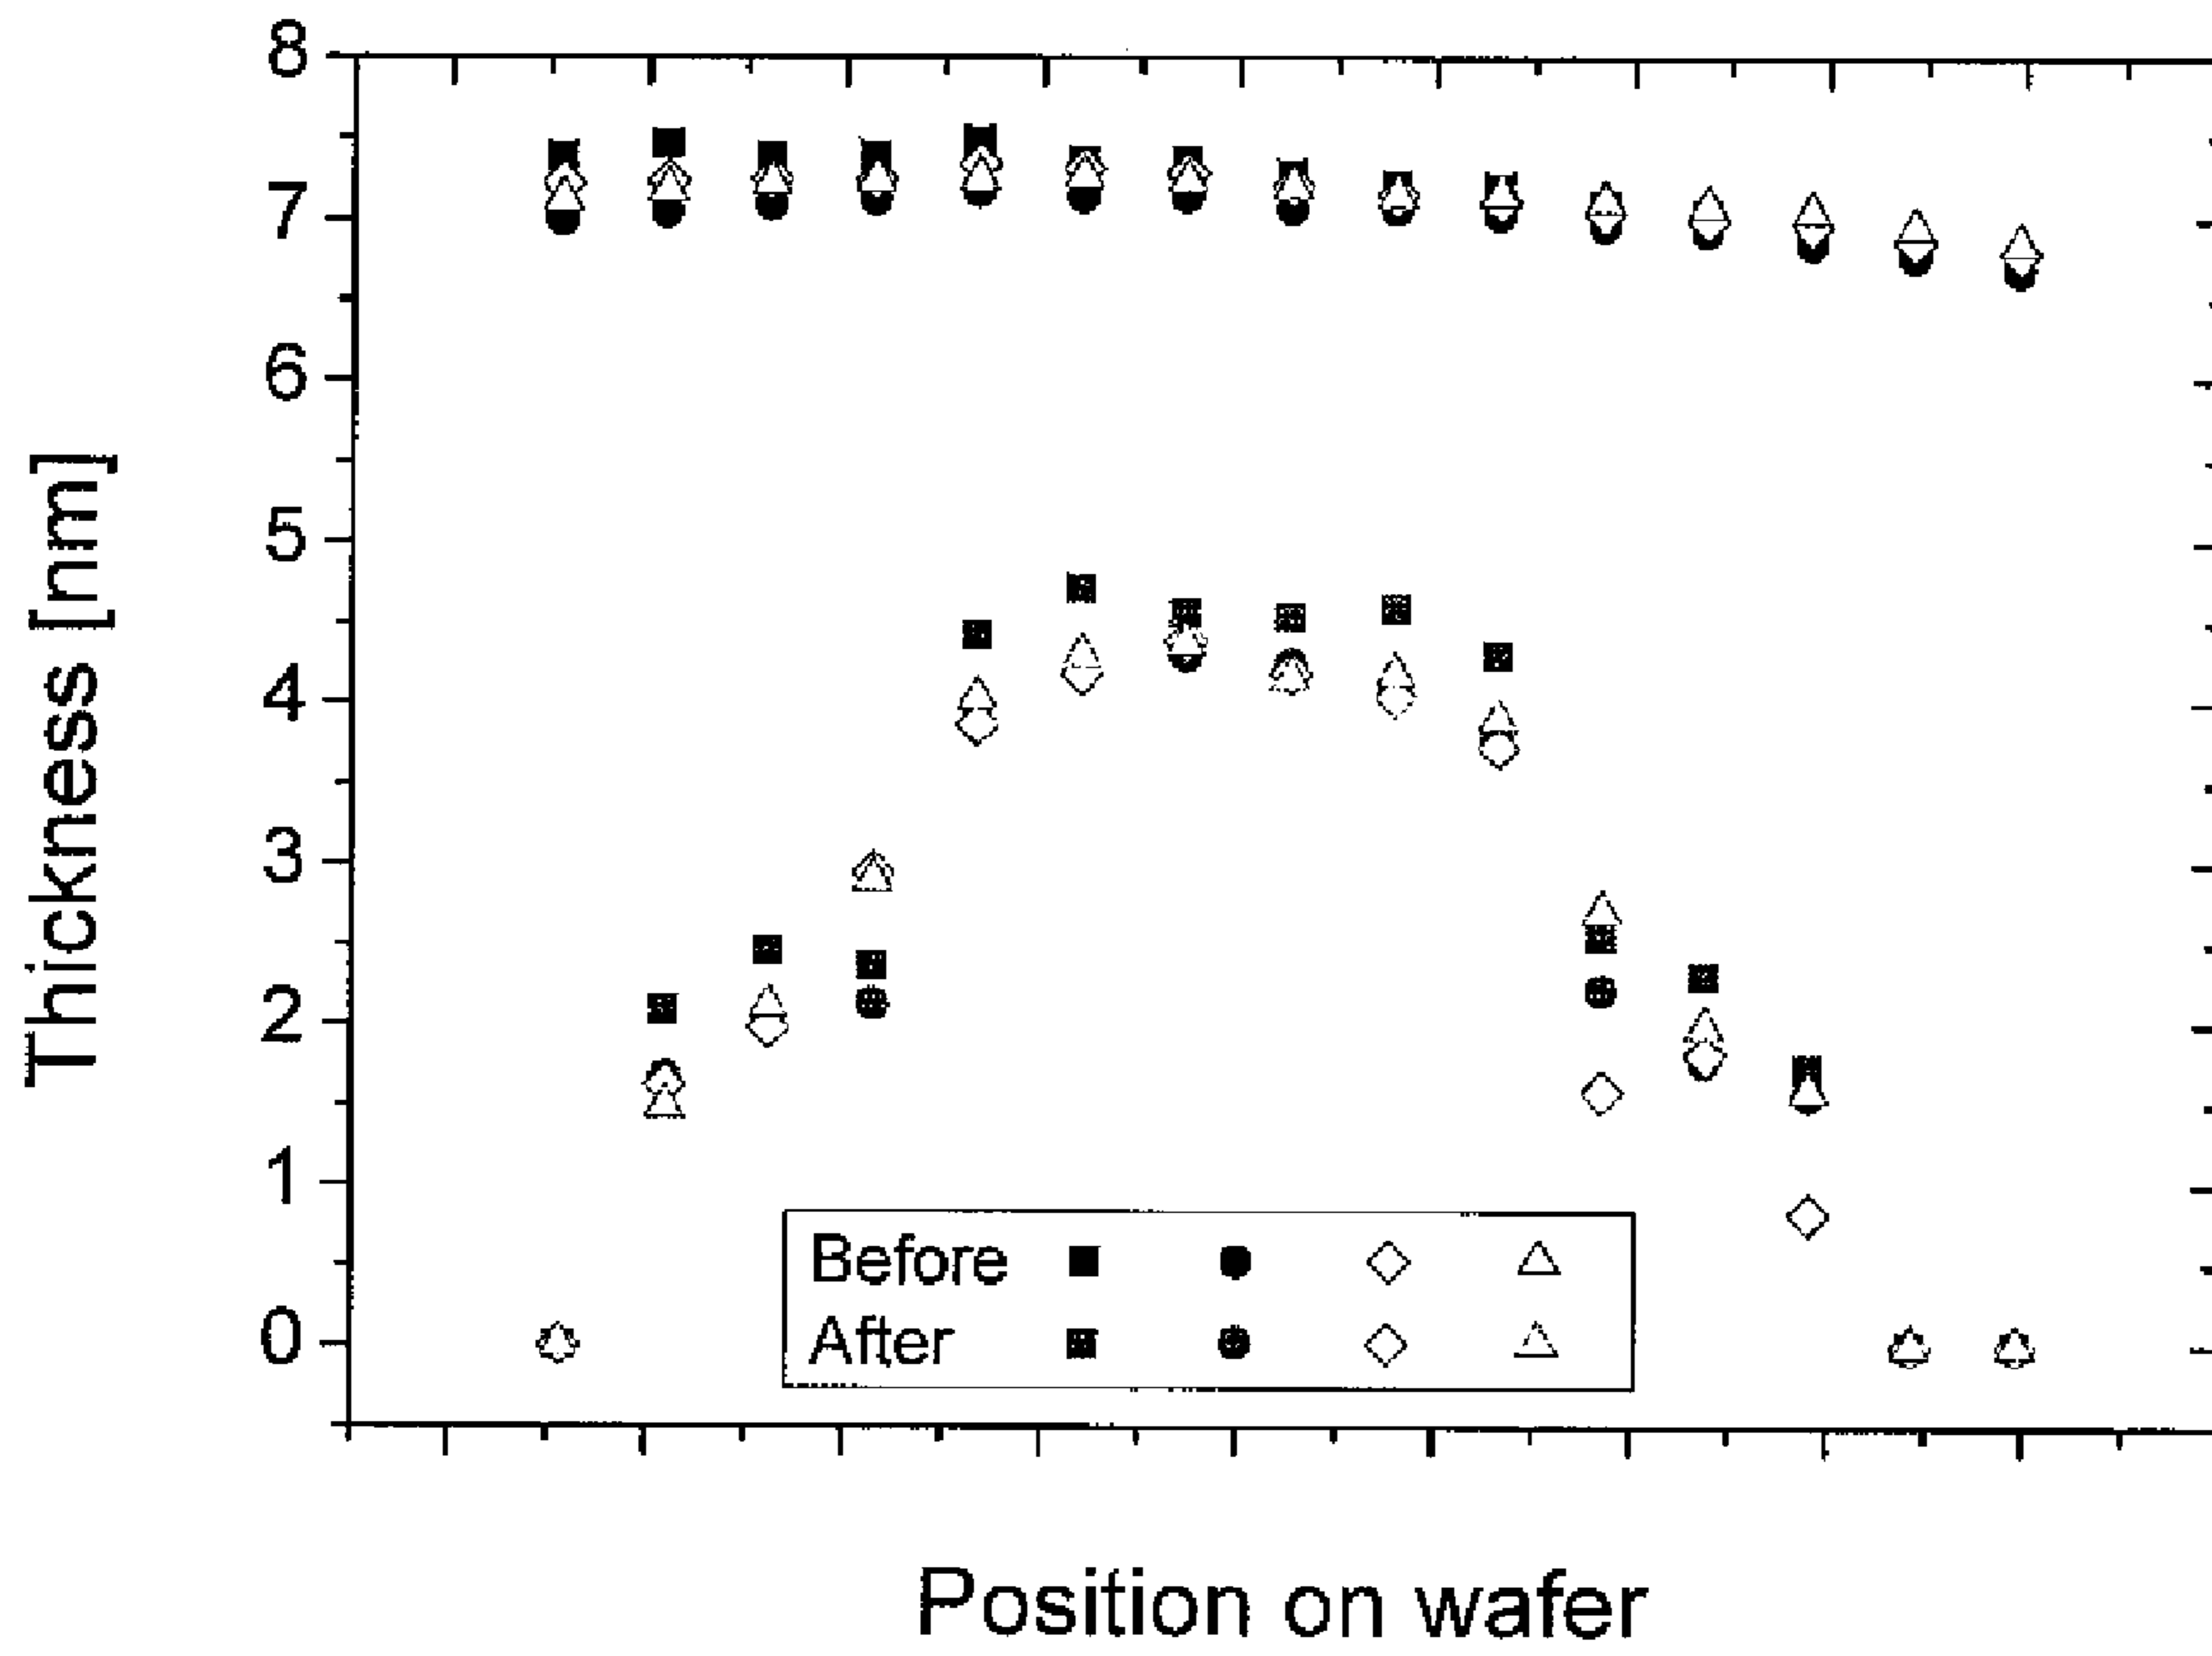 8
7
6
5
4
3
2
1
0
Thickness [nm]
Before
After
Position on wafer